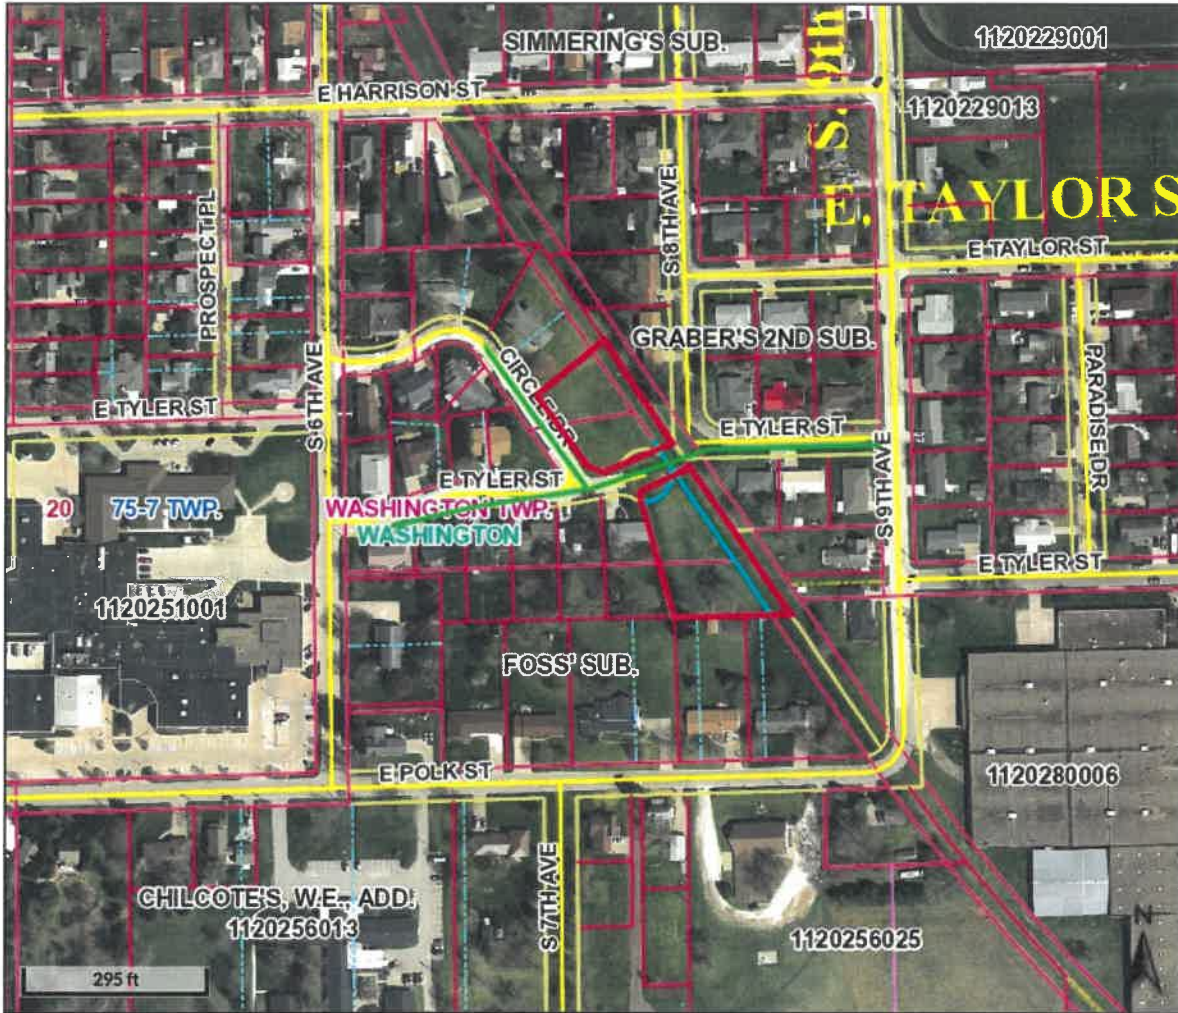 SIMMERING'S SUB.
1120229001
S. 9th
E HARRISON ST
1120229013
PROSPECT PL
S 8TH AVE
E. TAYLOR S
E TAYLOR ST
GRABER'S 2ND SUB.
PARADISE DR
CIRCLE DR
S 6TH AVE
E TYLER ST
E TYLER ST
S 9TH AVE
E TYLER ST
20
75-7 TWP.
WASHINGTON TWP.
WASHINGTON
E TYLER ST
1120251001
FOSS' SUB.
E POLK ST
1120280006
S 7TH AVE
CHILCOTE'S, W.E., ADD.
1120256013
1120256025
N
295 ft